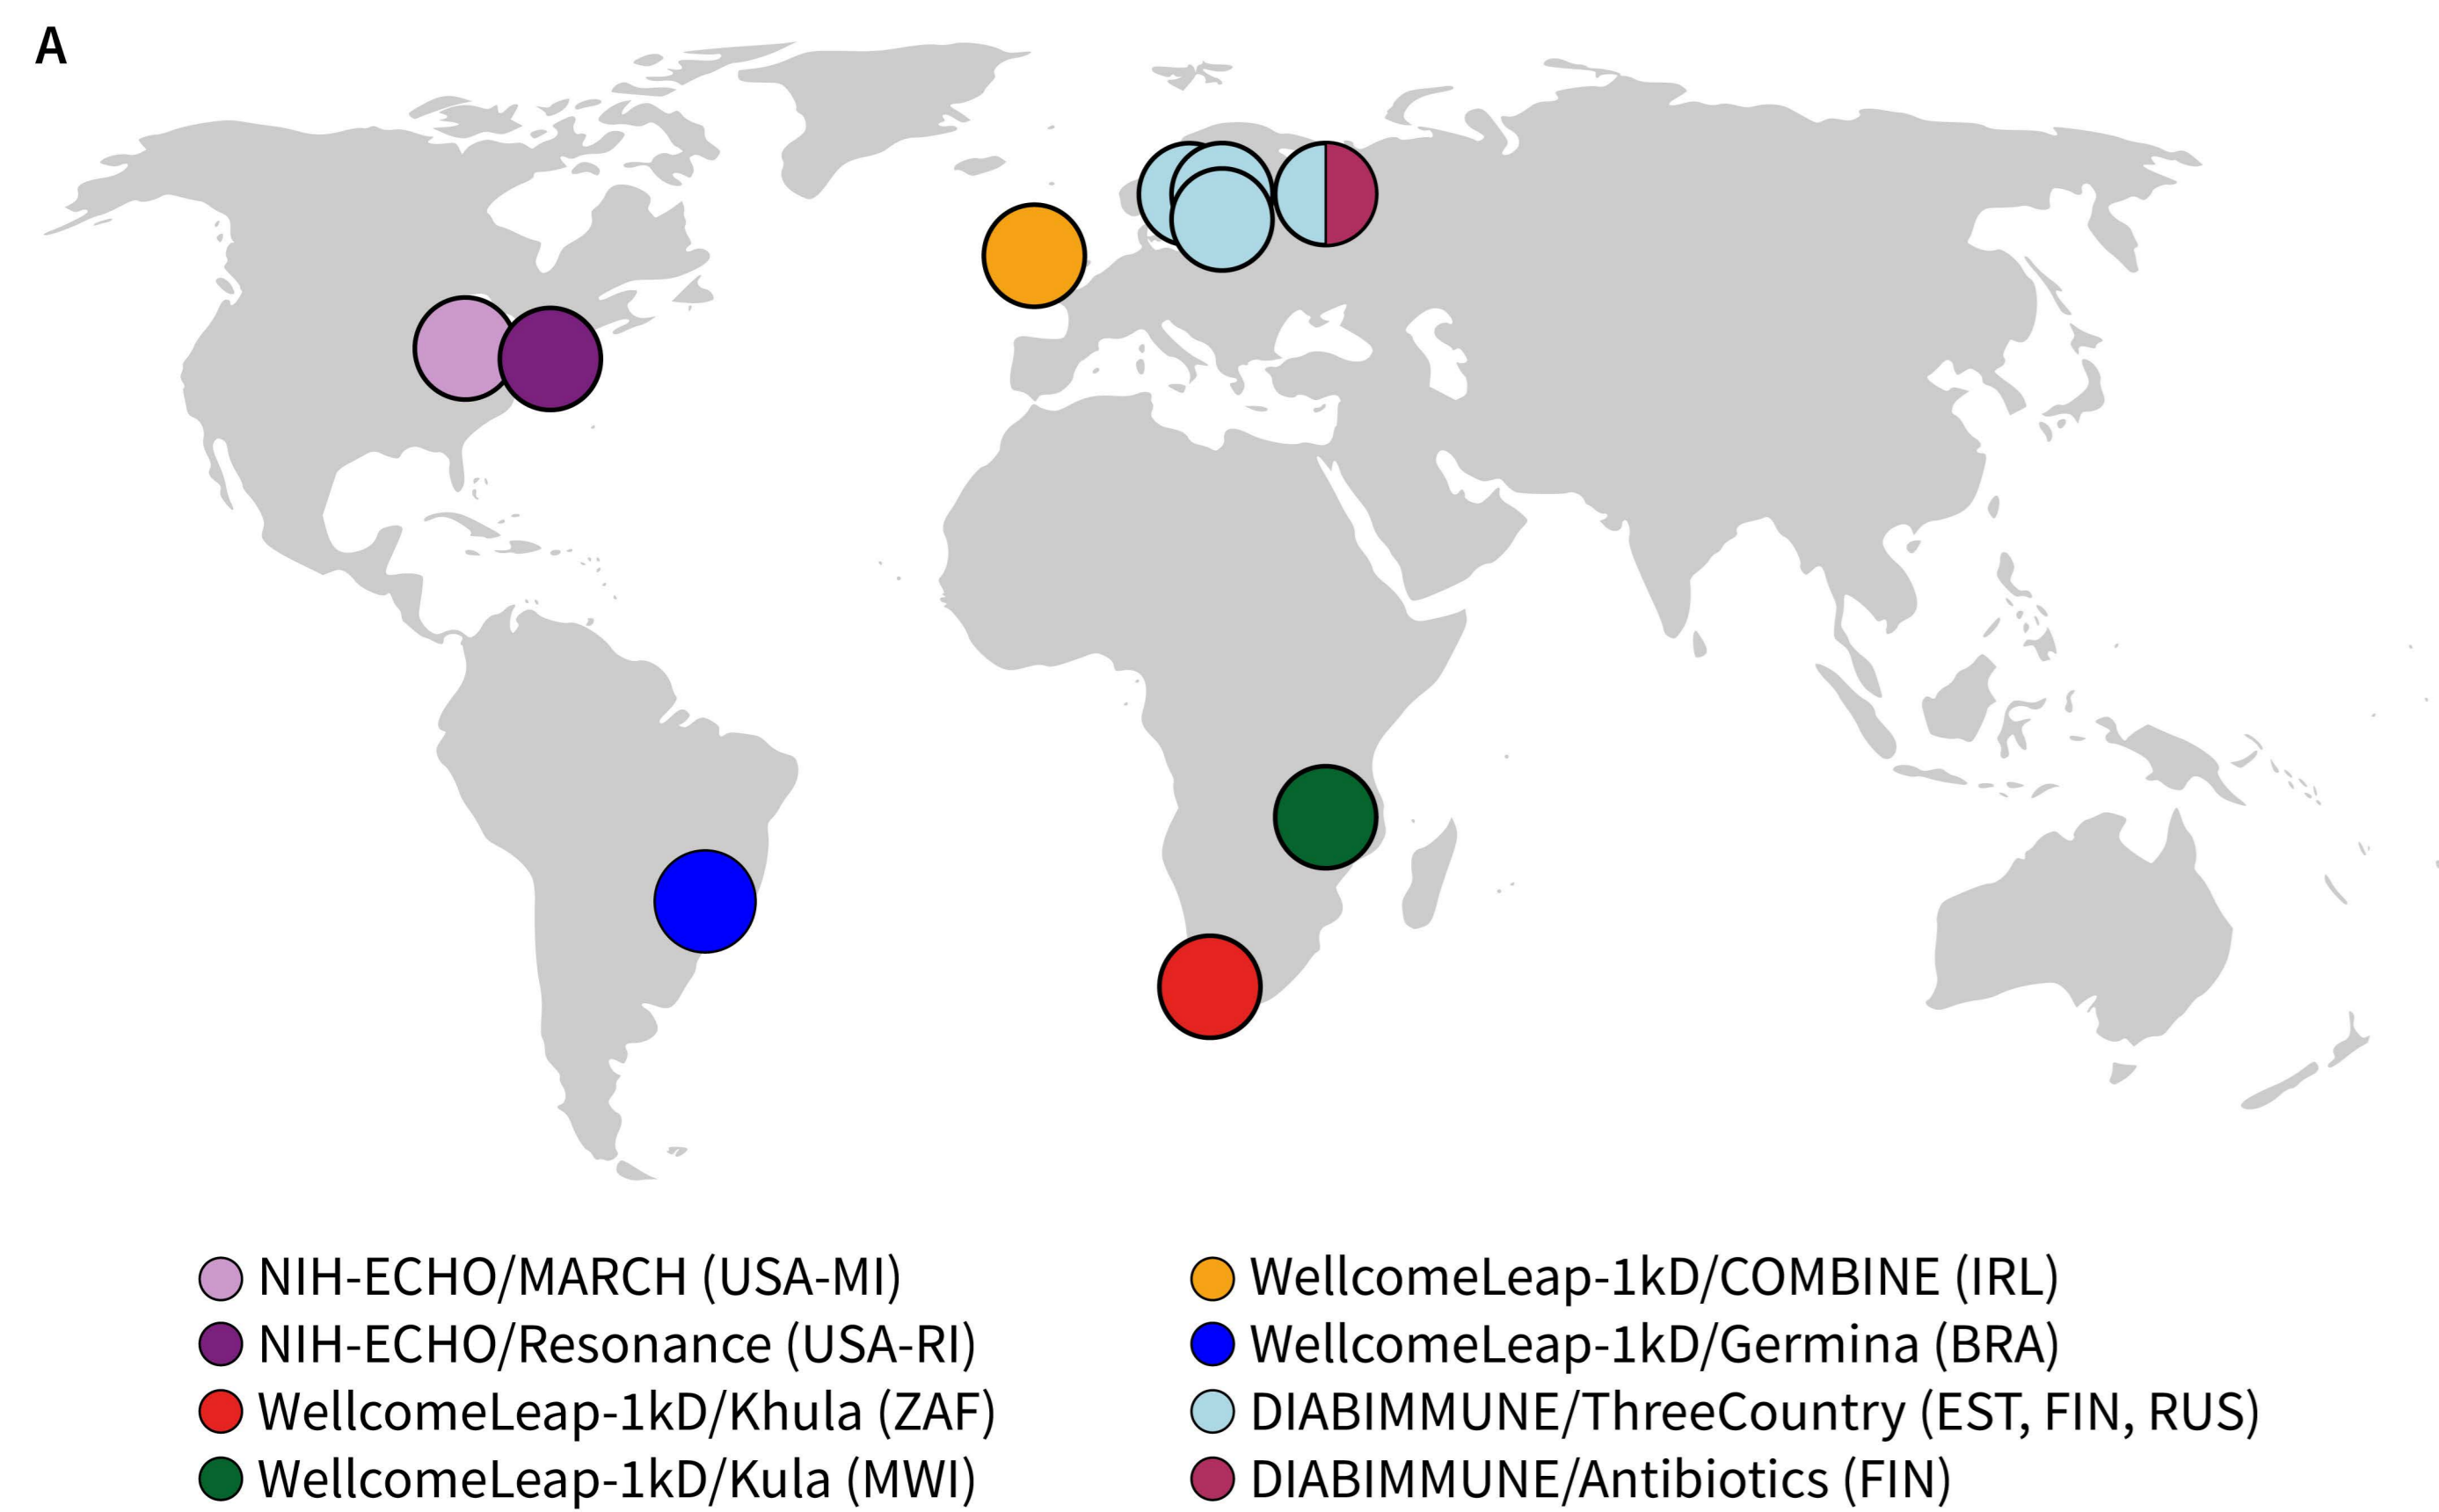 A
NIH-ECHO/MARCH (USA-MI)
NIH-ECHO/Resonance (USA-RI)
WellcomeLeap-1kD/Khula (ZAF)
WellcomeLeap-1kD/Kula (MWI)
WellcomeLeap-1kD/COMBINE (IRL)
WellcomeLeap-1kD/Germina (BRA)
DIABIMMUNE/ThreeCountry (EST, FIN, RUS)
DIABIMMUNE/Antibiotics (FIN)